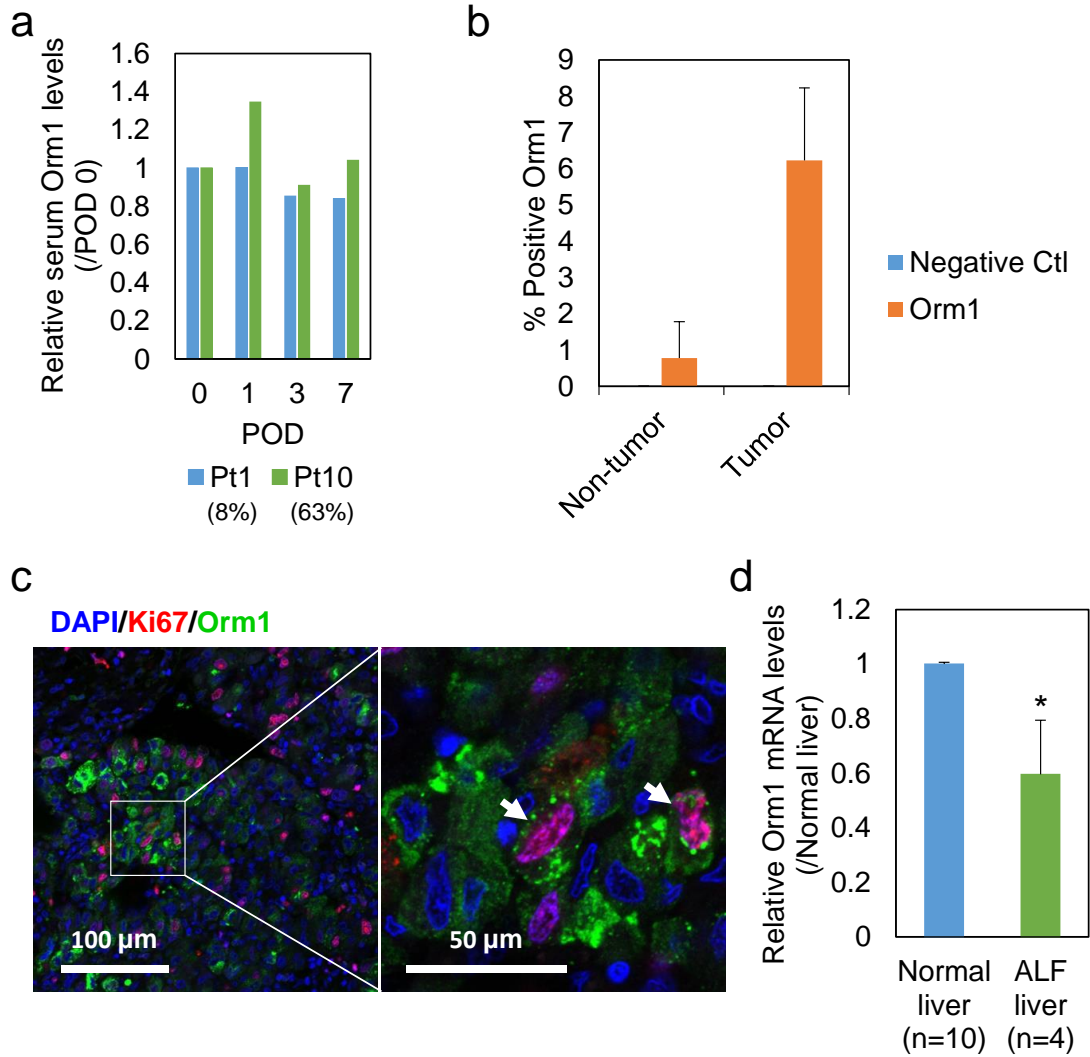 a
Relative serum Orm1 levels
(/POD 0)
1.6
1.4
1.2
1
0.8
0.6
0.4
0.2
0
0 1 3 7
POD
Pt1 Pt10
(8%) (63%)
b
% Positive Orm1
9
8
7
6
5
4
3
2
1
0
Non-tumor
Tumor
Negative Ctl
Orm1
c
DAPI/Ki67/Orm1
100 µm
50 µm
d
Relative Orm1 mRNA levels
(/Normal liver)
1.2
1
0.8
0.6
0.4
0.2
0
*
Normal ALF
liver liver
(n=10) (n=4)